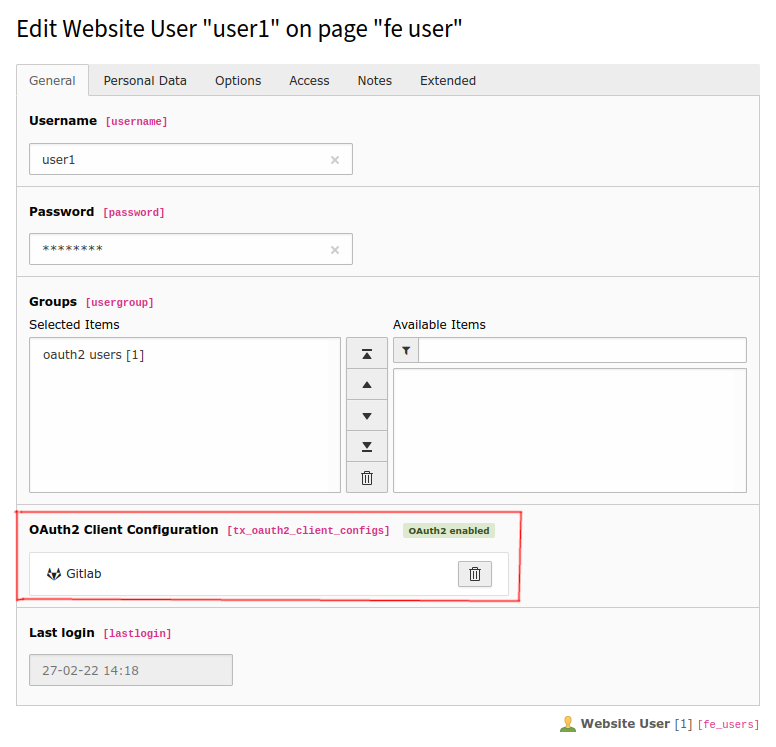 Edit Website User "user1" on page "fe user"
General Personal Data Options Access Notes Extended
Username [username]
user1
Password [password]
********
Groups [usergroup]
Selected Items Available Items
oauth2 users [1]
OAuth2 Client Configuration [tx_oauth2_client_configs] OAuth2 enabled
Gitlab
Last login [lastlogin]
27-02-22 14:18
Website User [1] [fe_users]